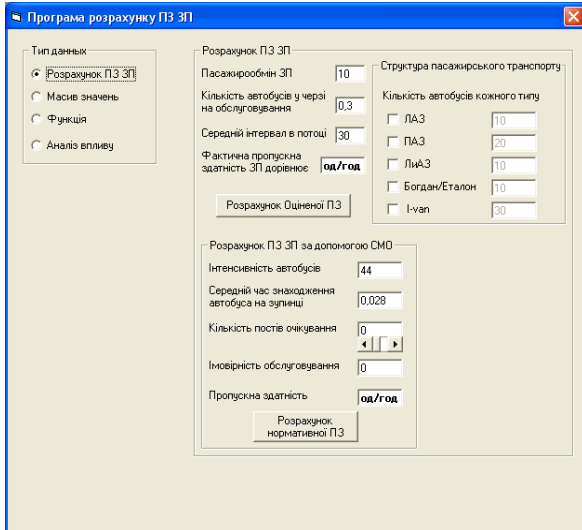 Програма розрахунку ПЗ ЗП
Тип данных
Розрахунок ПЗ ЗП
Масив значень
Функція
Аналіз впливу
Розрахунок ПЗ ЗП
Пасажирообмін ЗП
10
Кількість автобусів у черзі
на обслуговування
0,3
Середній інтервал в потоці
30
Фактична пропускна
здатність ЗП дорівнює
од/год
Розрахунок Оціненої ПЗ
Структура пасажирського транспорту
Кількість автобусів кожного типу
ЛАЗ
10
ПАЗ
20
ЛиАЗ
10
Богдан/Еталон
10
I-van
30
Розрахунок ПЗ ЗП за допомогою СМО
Інтенсивність автобусів
44
Середній час знаходження
автобуса на зупинці
0,028
Кількість постів очікування
0
Імовірність обслуговування
0
Пропускна здатність
од/год
Розрахунок
нормативної ПЗ